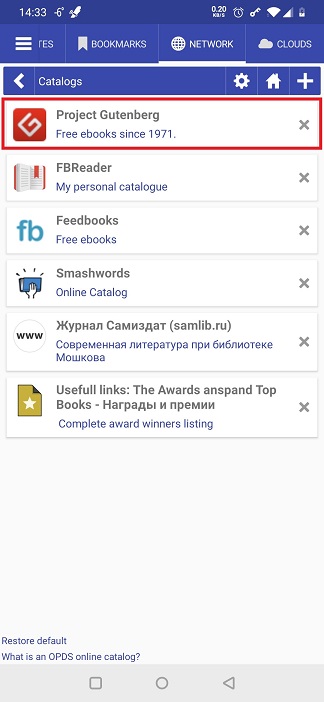 14:33 -6° 0.20 KB/S
TES BOOKMARKS NETWORK CLOUDS
Catalogs
Project Gutenberg
Free ebooks since 1971.
FBReader
My personal catalogue
fb
Feedbooks
Free ebooks
Smashwords
Online Catalog
www
Журнал Самиздат (samlib.ru)
Современная литература при библиотеке
Мошкова
Usefull links: The Awards anspand Top
Books - Награды и премии
Complete award winners listing
Restore default
What is an OPDS online catalog?